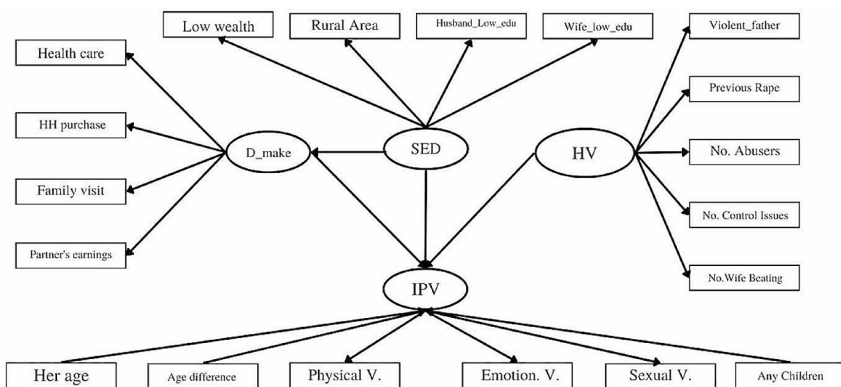 Low wealth
Rural Area
Husband_Low_edu
Wife_low_edu
Violent_father
Health care
Previous Rape
HH purchase
D_make
SED
HV
No. Abusers
Family visit
No. Control Issues
Partner's earnings
No.Wife Beating
IPV
Her age
Age difference
Physical V.
Emotion. V.
Sexual V.
Any Children